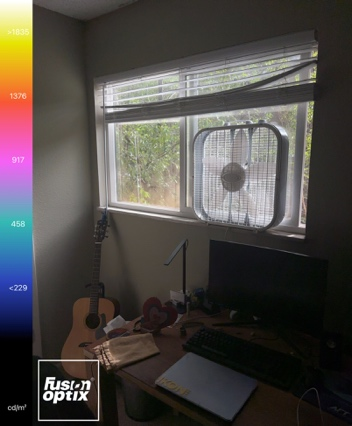 >1835
1376
917
458
<229
cd/m²
fusion
optix